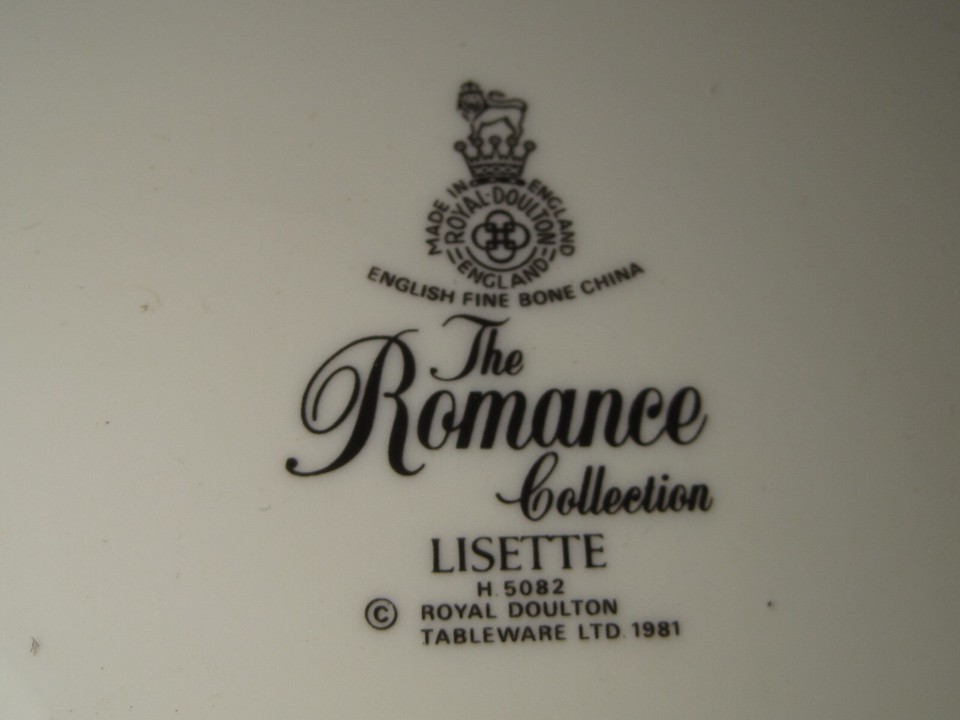 MADE IN ENGLAND
ROYAL·DOULTON
ENGLAND
ENGLISH FINE BONE CHINA
The
Romance
Collection
LISETTE
H. 5082
© ROYAL DOULTON
TABLEWARE LTD. 1981